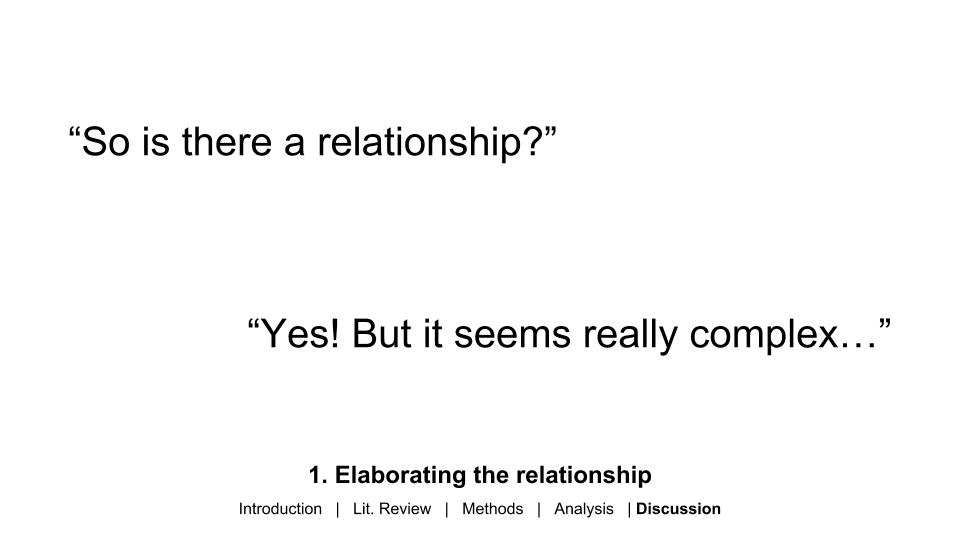 “So is there a relationship?”
“Yes! But it seems really complex…”
1. Elaborating the relationship
Introduction | Lit. Review | Methods | Analysis | Discussion